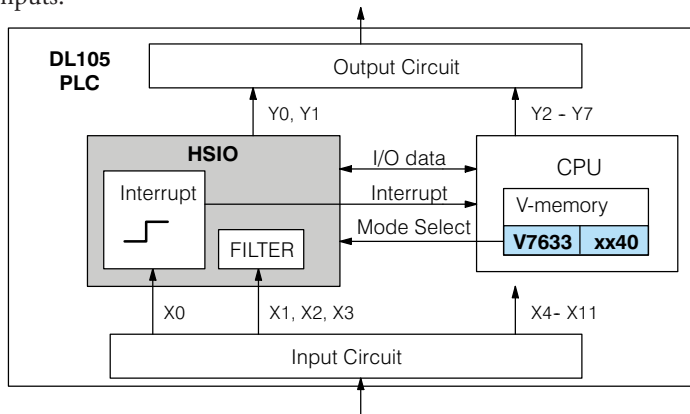 nputs.
DL105
PLC
Output Circuit
Y0, Y1
Y2 - Y7
HSIO
I/O data
CPU
Interrupt
Interrupt
V-memory
Mode Select
V7633
xx40
FILTER
X0
X1, X2, X3
X4- X11
Input Circuit